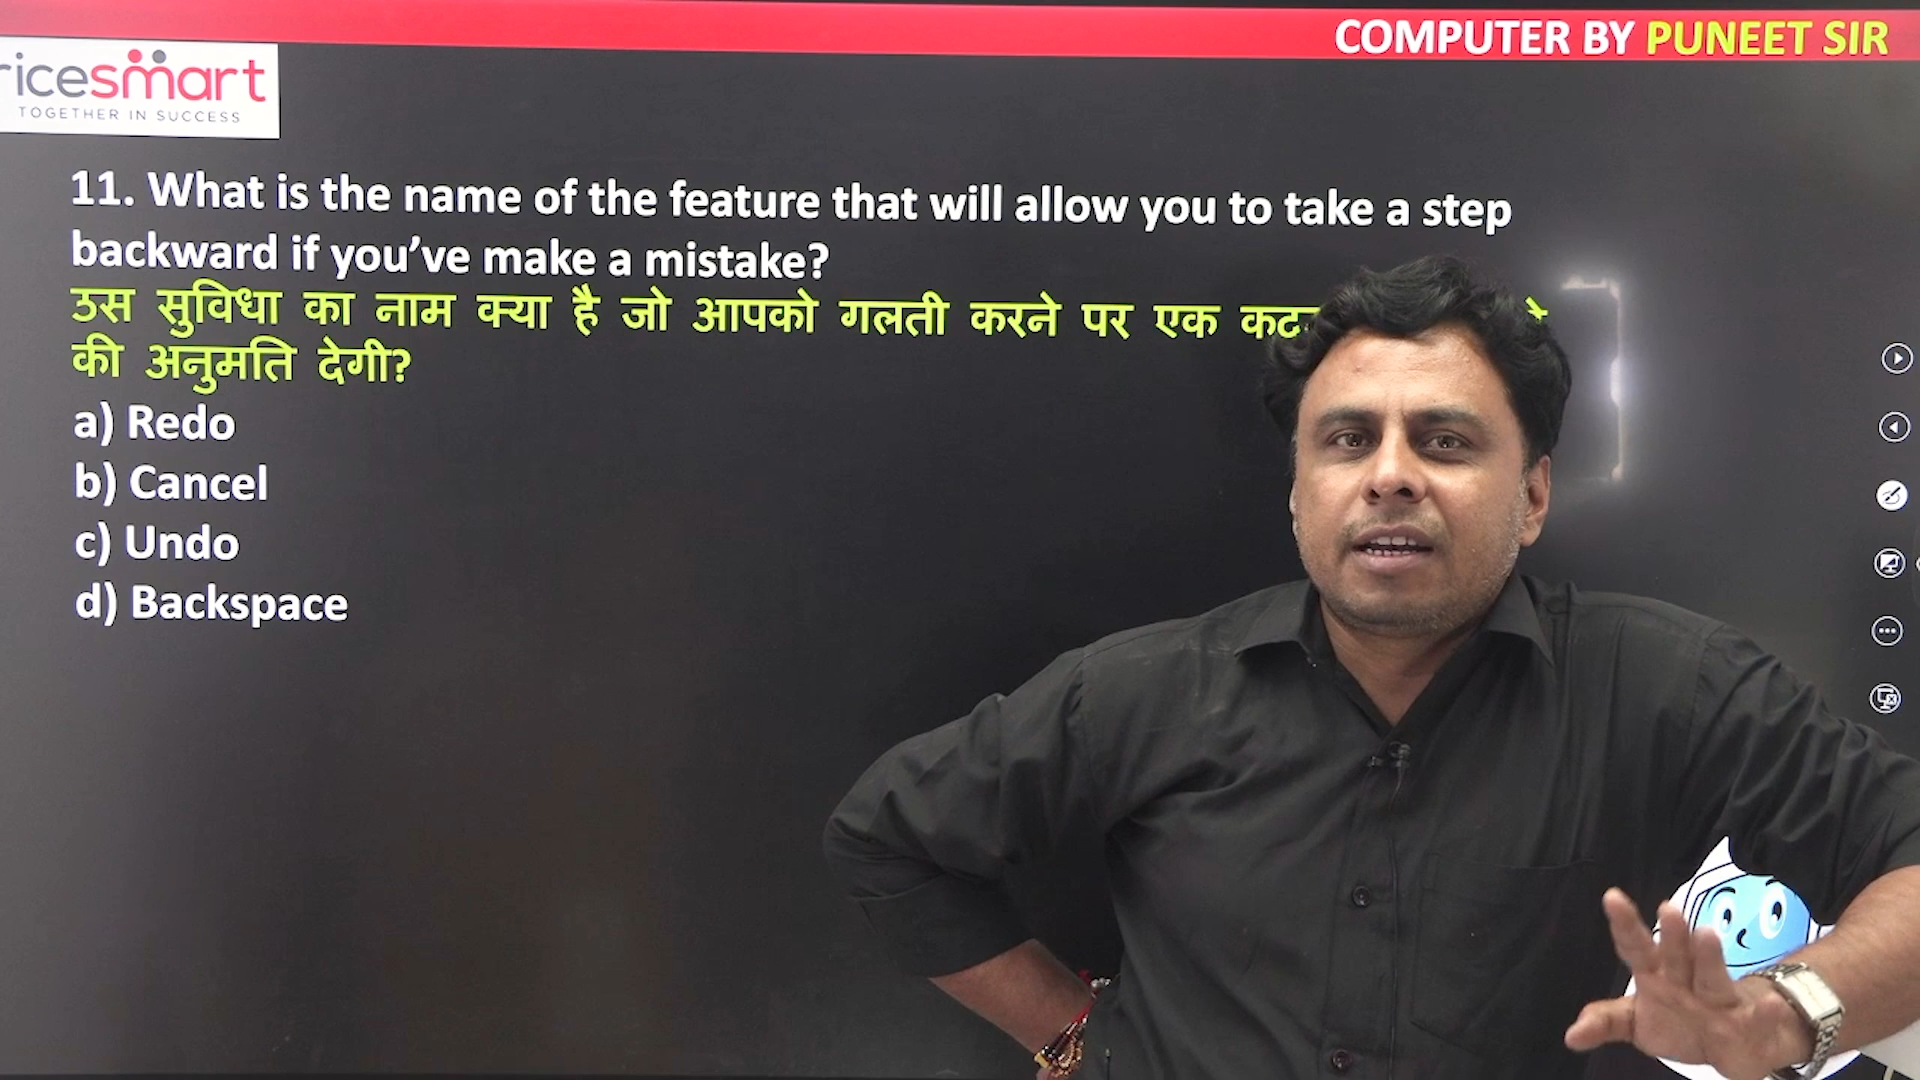 COMPUTER BY PUNEET SIR
ricesmart
TOGETHER IN SUCCESS
11. What is the name of the feature that will allow you to take a step
backward if you’ve make a mistake?
उस सुविधा का नाम क्या है जो आपको गलती करने पर एक
की अनुमति देगी?
a) Redo
b) Cancel
c) Undo
d) Backspace